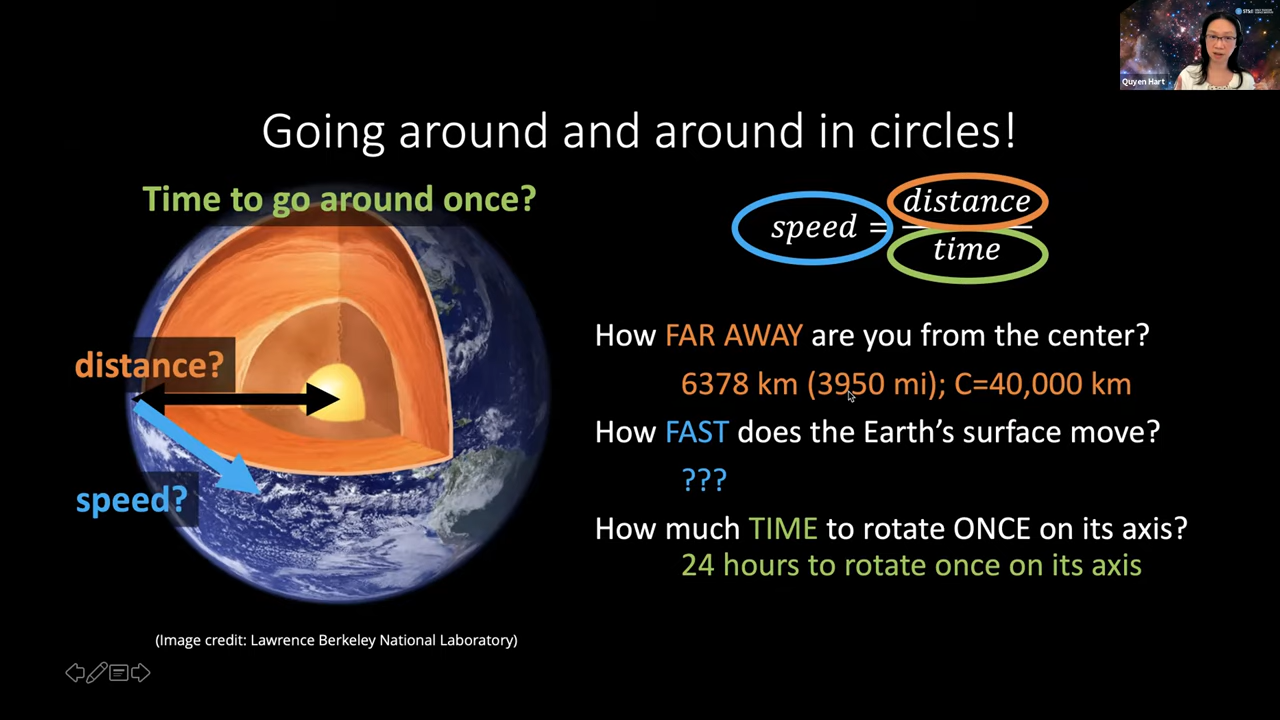 Quyen Hart
Going around and around in circles!
Time to go around once?
distance?
speed?
speed = distance
time
How FAR AWAY are you from the center?
6378 km (3950 mi); C=40,000 km
How FAST does the Earth's surface move?
???
How much TIME to rotate ONCE on its axis?
24 hours to rotate once on its axis
(Image credit: Lawrence Berkeley National Laboratory)